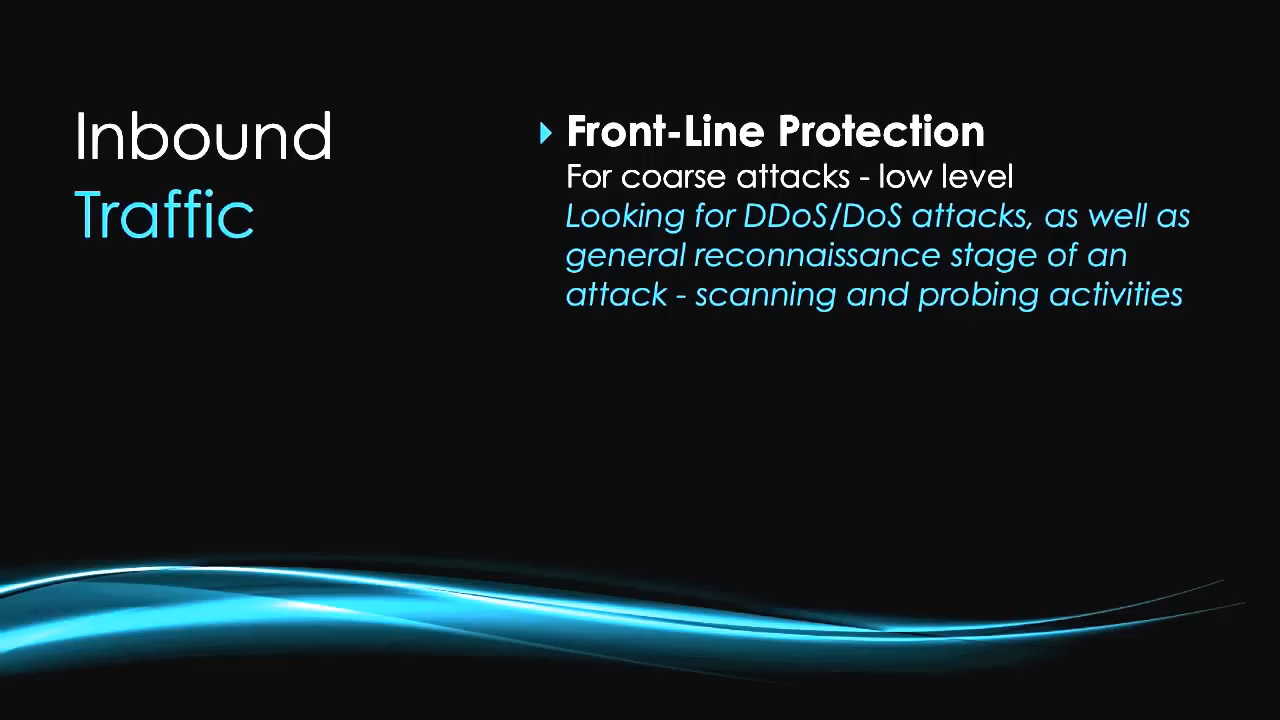 Inbound
Traffic
Front-Line Protection
For coarse attacks - low level
Looking for DDoS/DoS attacks, as well as
general reconnaissance stage of an
attack - scanning and probing activities